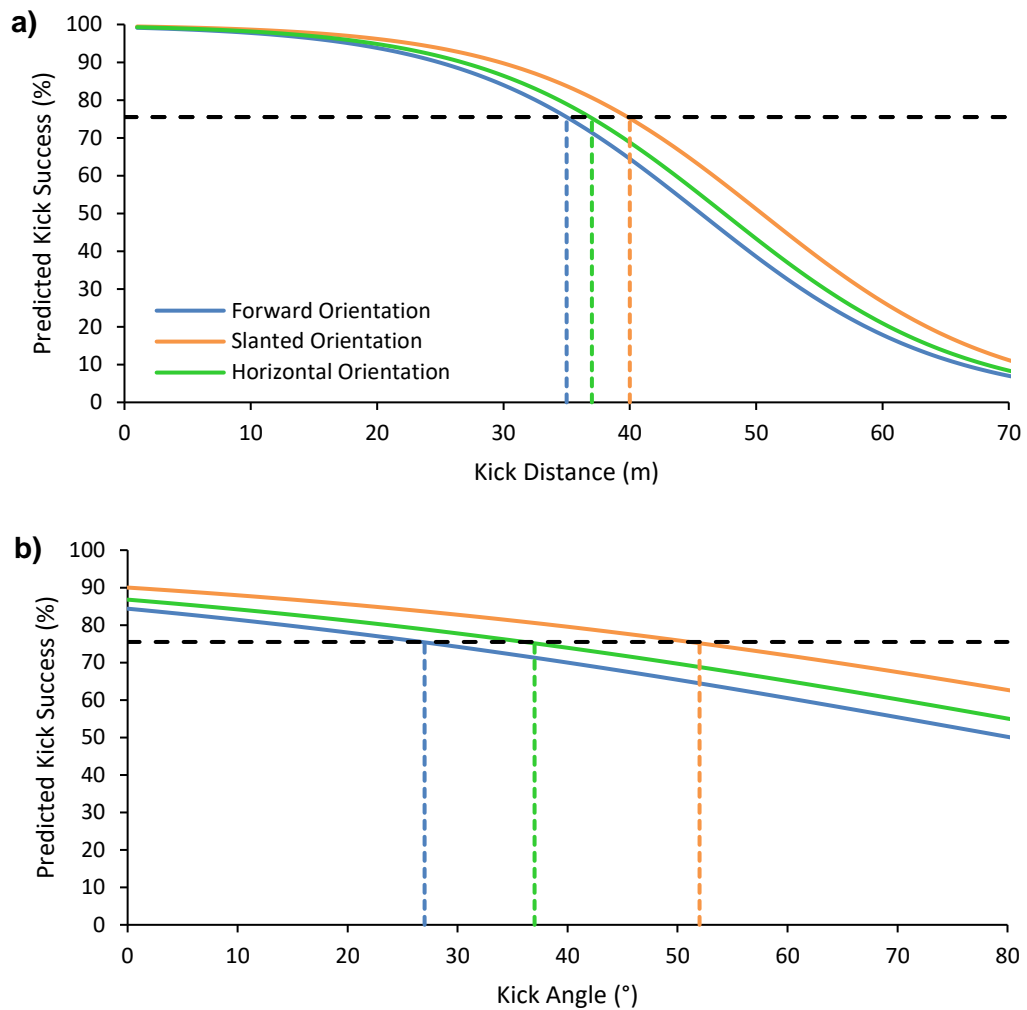 a)
Predicted Kick Success (%)
100
90
80
70
60
50
40
30
20
10
0
Forward Orientation
Slanted Orientation
Horizontal Orientation
0 10 20 30 40 50 60 70
Kick Distance (m)
b)
Predicted Kick Success (%)
100
90
80
70
60
50
40
30
20
10
0
0 10 20 30 40 50 60 70 80
Kick Angle (°)